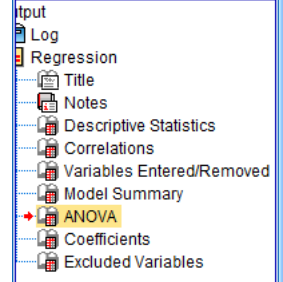 tput
Log
Regression
Title
Notes
Descriptive Statistics
Correlations
Variables Entered/Removed
Model Summary
ANOVA
Coefficients
Excluded Variables